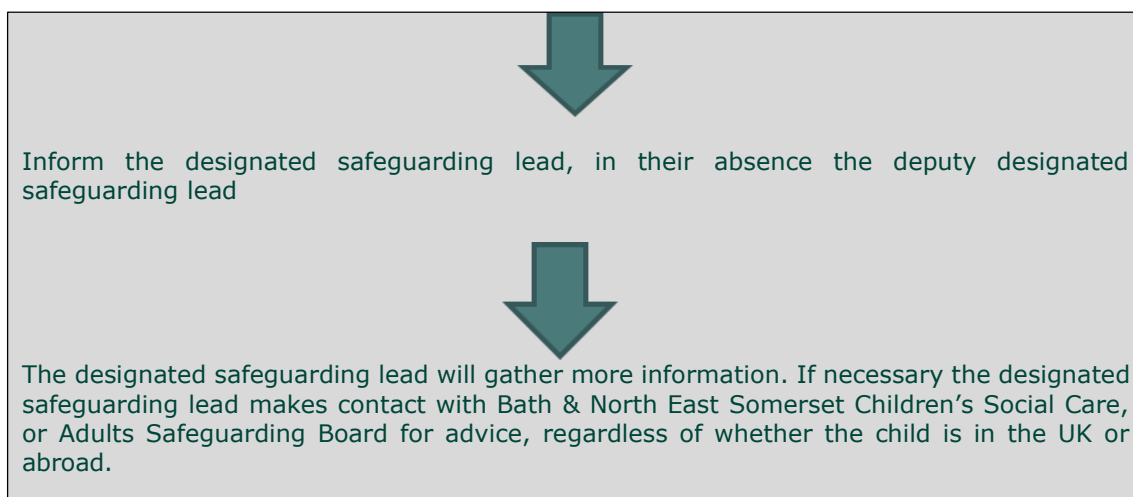 Inform the designated safeguarding lead, in their absence the deputy designated
safeguarding lead
The designated safeguarding lead will gather more information. If necessary the designated
safeguarding lead makes contact with Bath & North East Somerset Children’s Social Care,
or Adults Safeguarding Board for advice, regardless of whether the child is in the UK or
abroad.